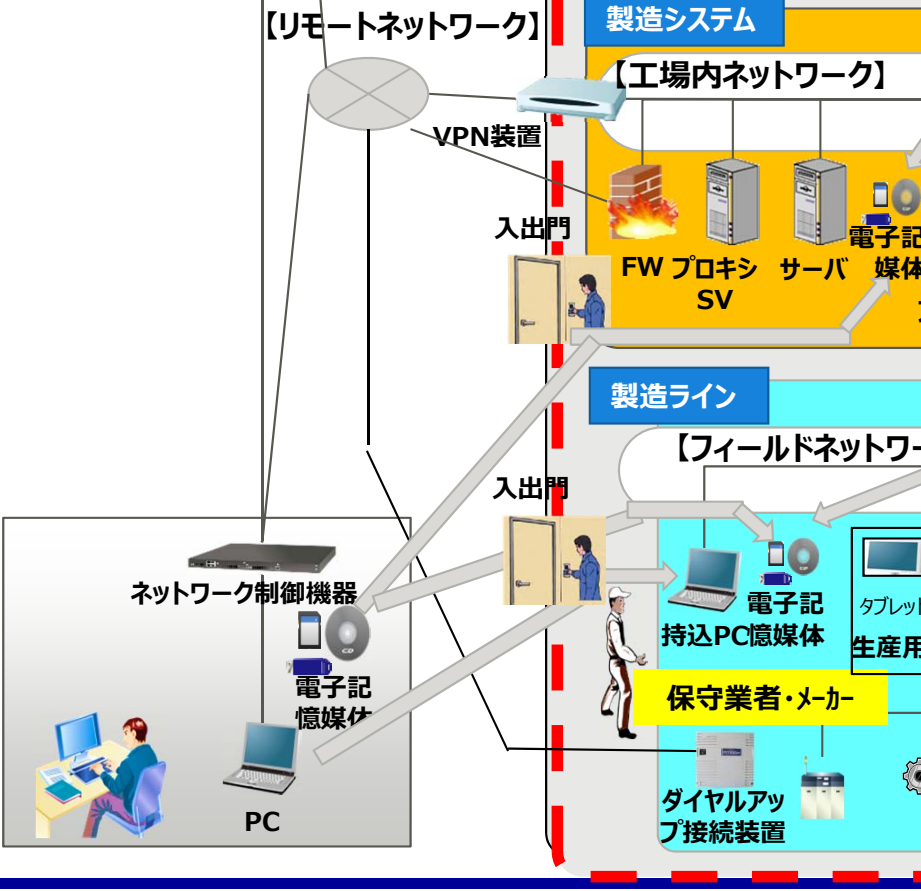 【リモートネットワーク】
製造システム
【工場内ネットワーク】
VPN装置
入出門
FW
プロキシ
SV
サーバ
電子記
媒体
製造ライン
【フィールドネットワー
入出門
ネットワーク制御機器
電子記
憶媒体
PC
持込PC
電子記
憶媒体
タブレット
生産用
保守業者・メーカー
ダイヤルアッ
プ接続装置